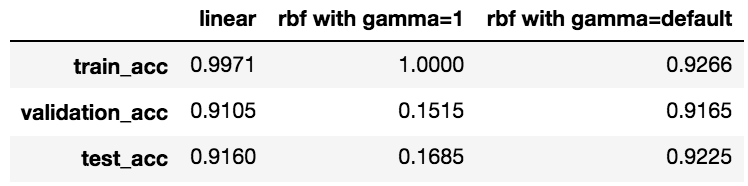 linear rbf with gamma=1 rbf with gamma=default
train_acc 0.9971 1.0000 0.9266
validation_acc 0.9105 0.1515 0.9165
test_acc 0.9160 0.1685 0.9225